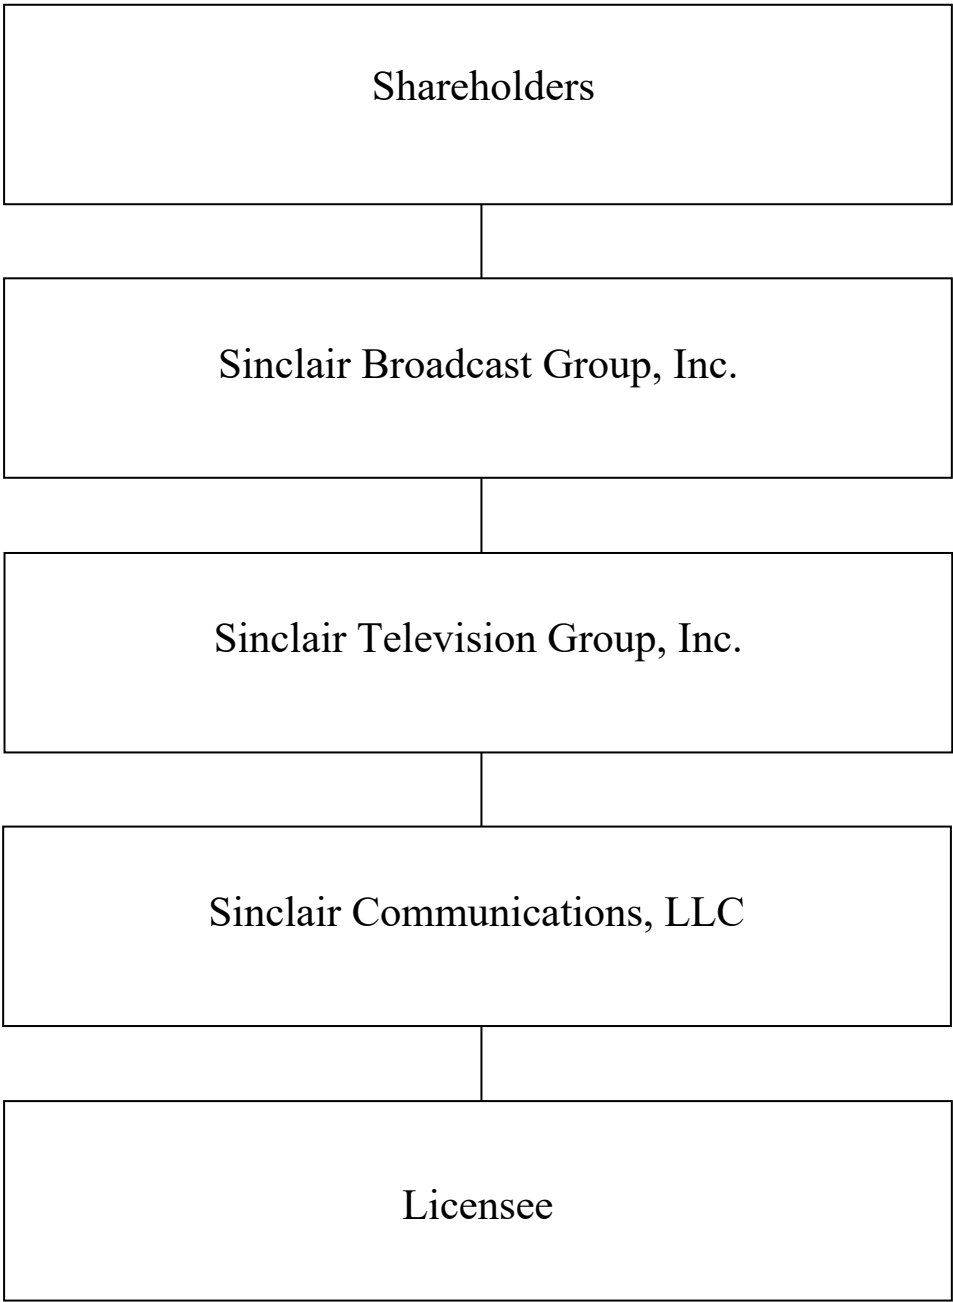 Shareholders
Sinclair Broadcast Group, Inc.
Sinclair Television Group, Inc.
Sinclair Communications, LLC
Licensee